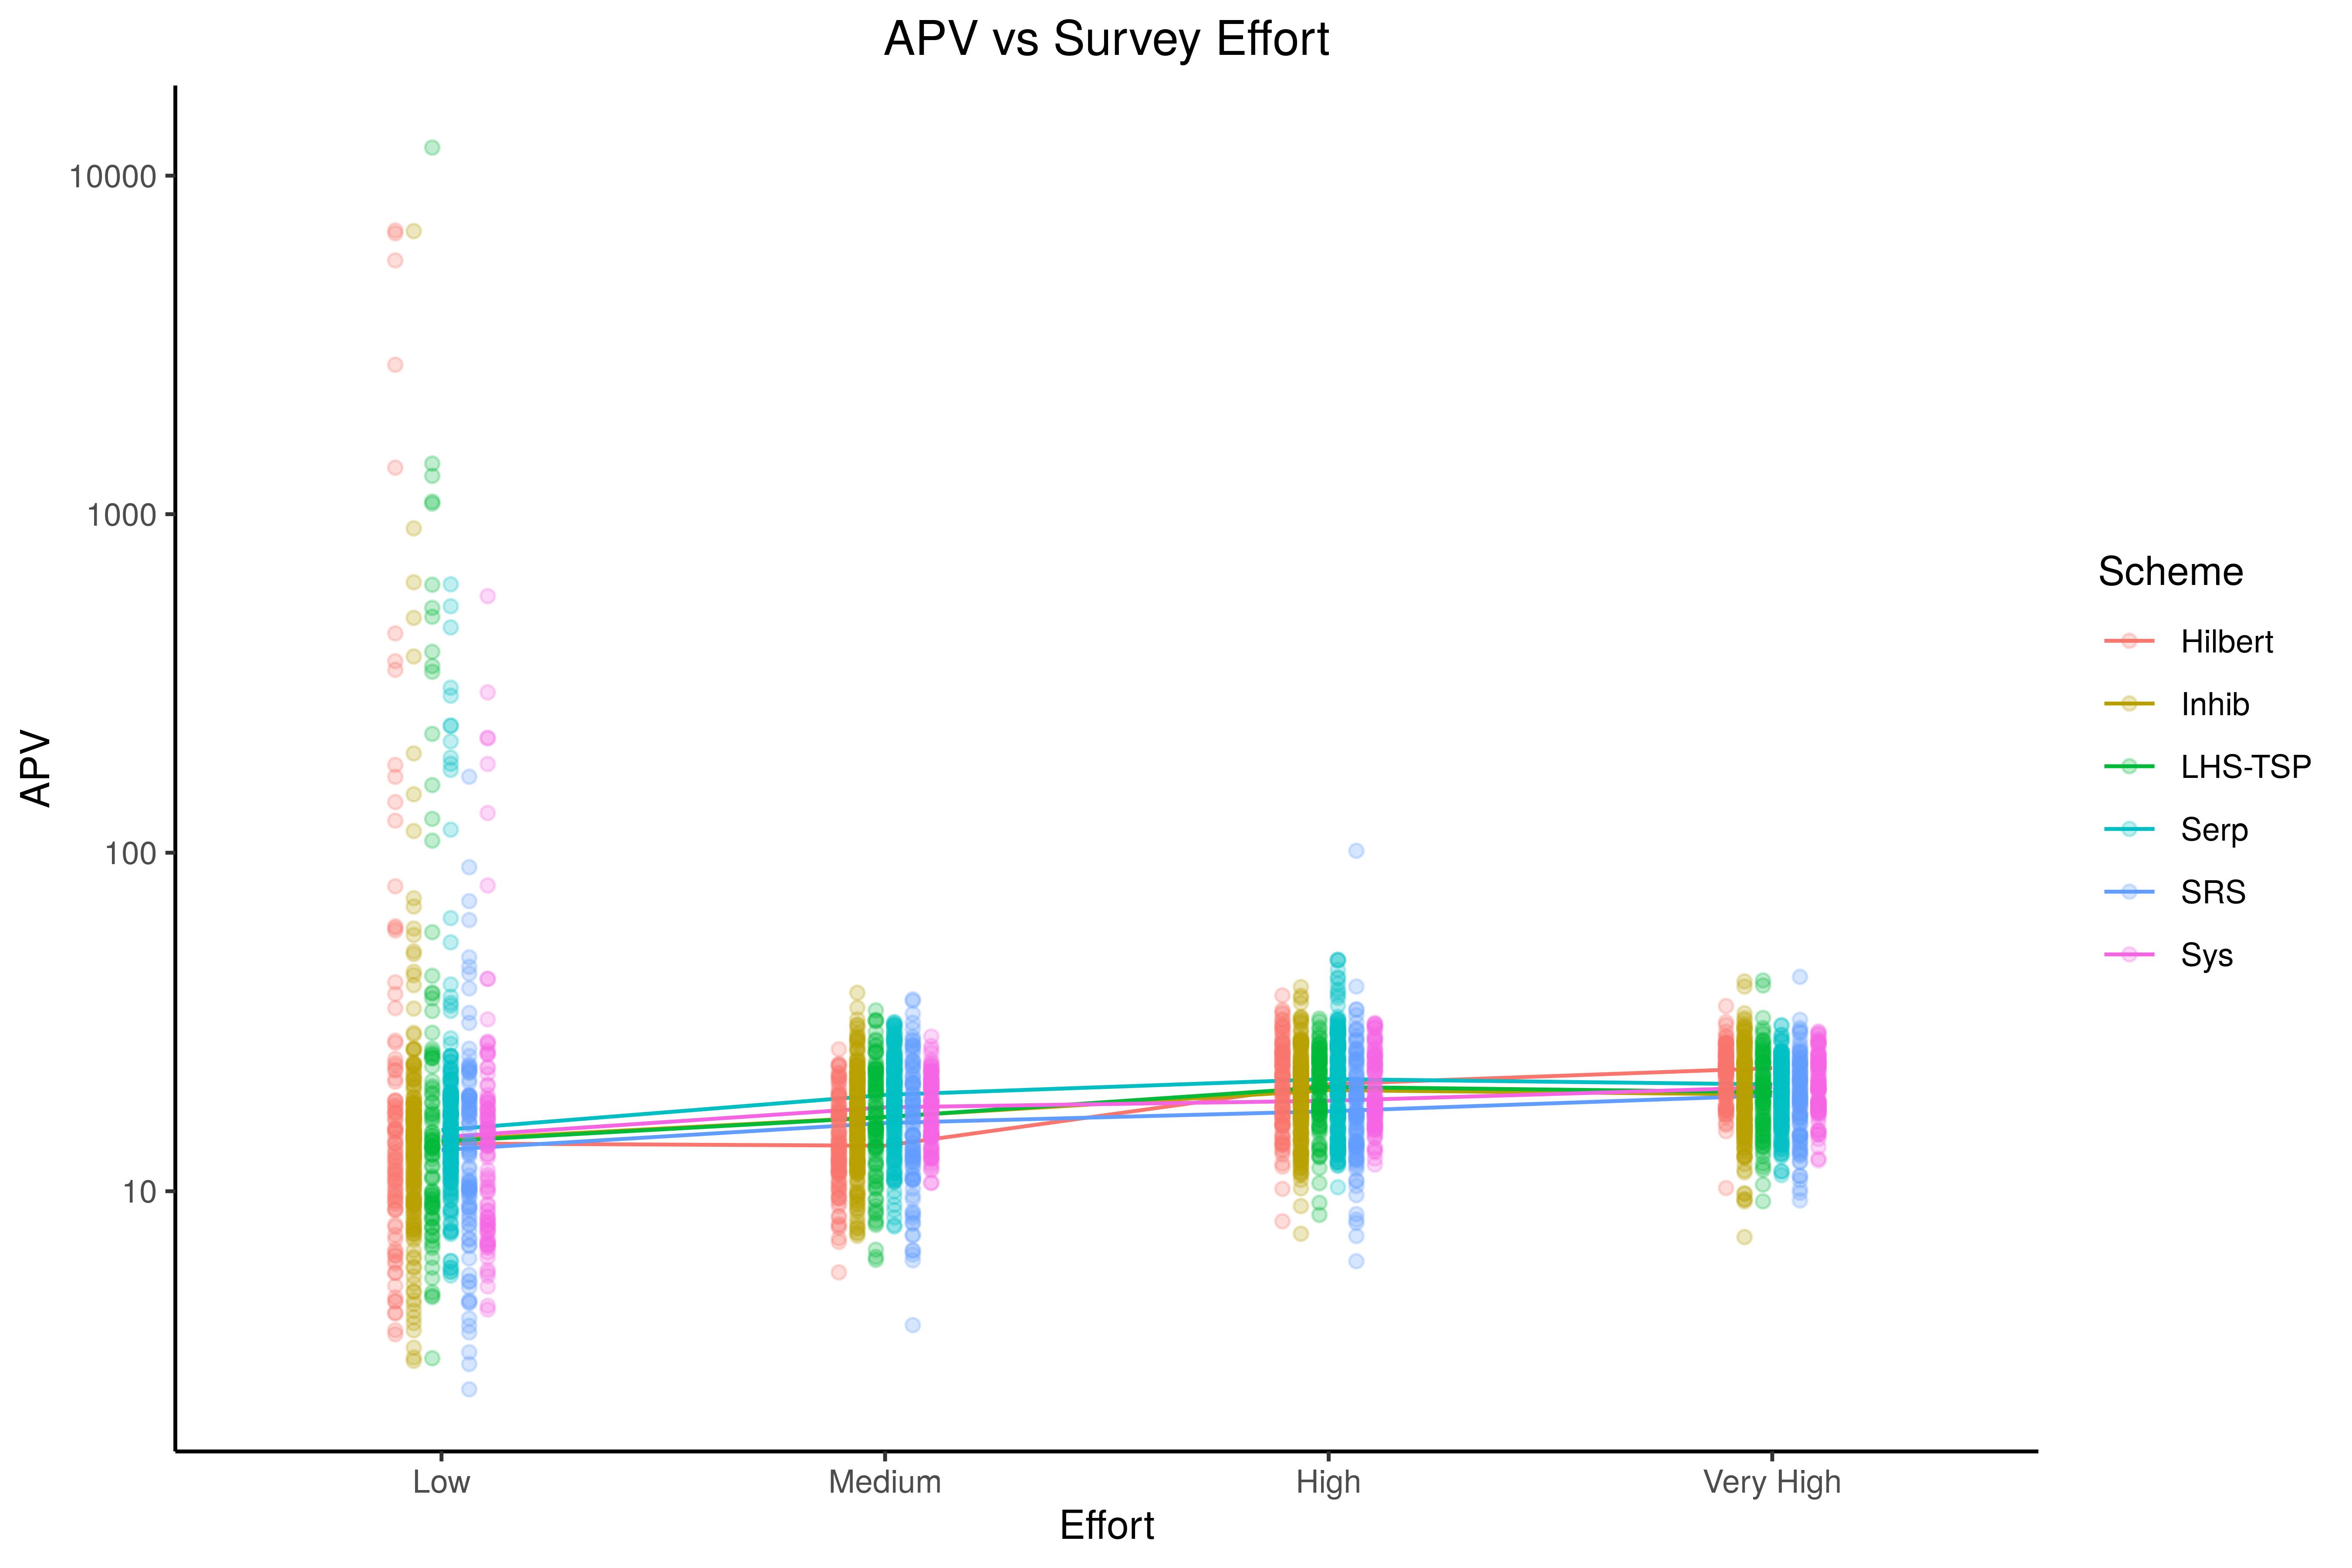 APV vs Survey Effort
10000
1000
100
10
APV
Low
Medium
High
Very High
Effort
Scheme
Hilbert
Inhib
LHS-TSP
Serp
SRS
Sys